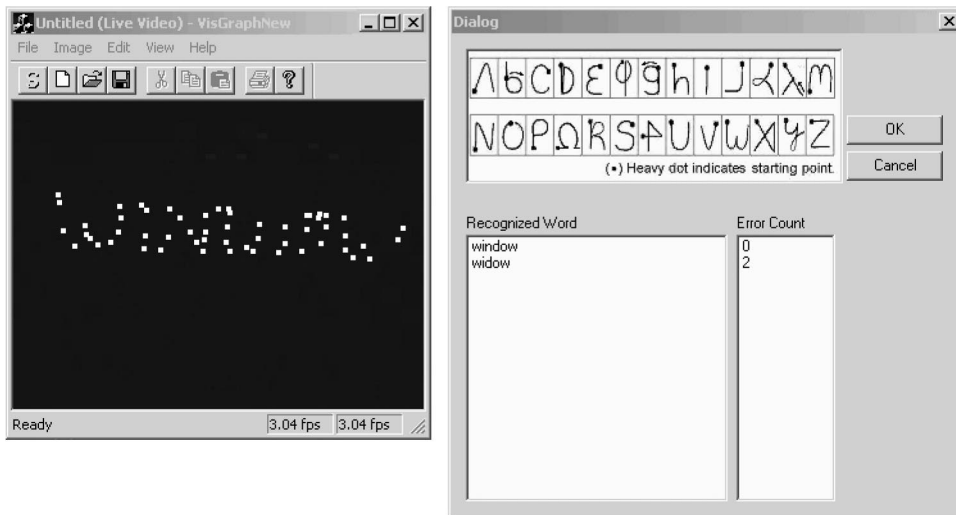 Untitled (Live Video) - VisGraphNew
File Image Edit View Help
Ready 3.04 fps 3.04 fps
Dialog
Λ b C D Ɛ φ g h i J L λ M
N O P Ω R S 4 U V W X y Z
(•) Heavy dot indicates starting point.
OK
Cancel
Recognized Word Error Count
window 0
widow 2